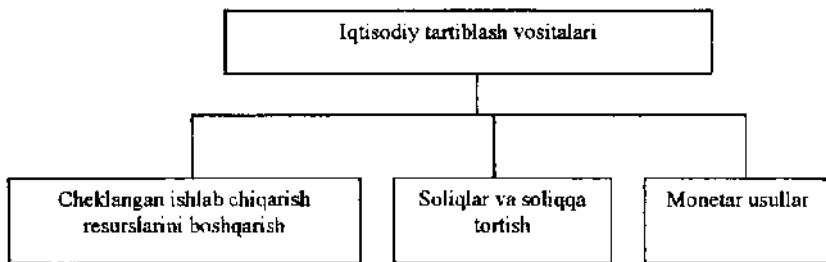 Iqtisodiy tartiblash vositalari
Cheklangan ishlab chiqarish
resurslarini boshqarish
Soliqlar va soliqqa
tortish
Monetar usullar